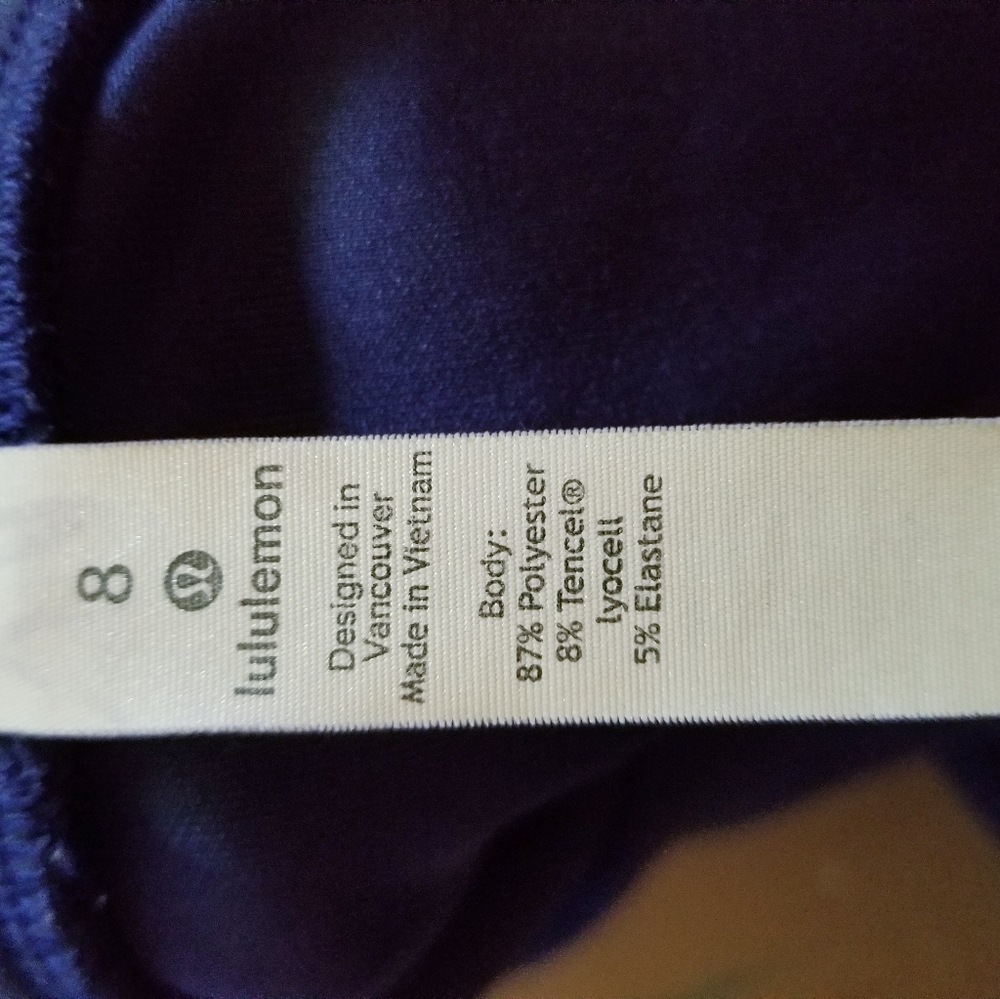 8
lululemon
Designed in
Vancouver
Made in Vietnam
Body:
87% Polyester
8% Tencel®
lyocell
5% Elastane